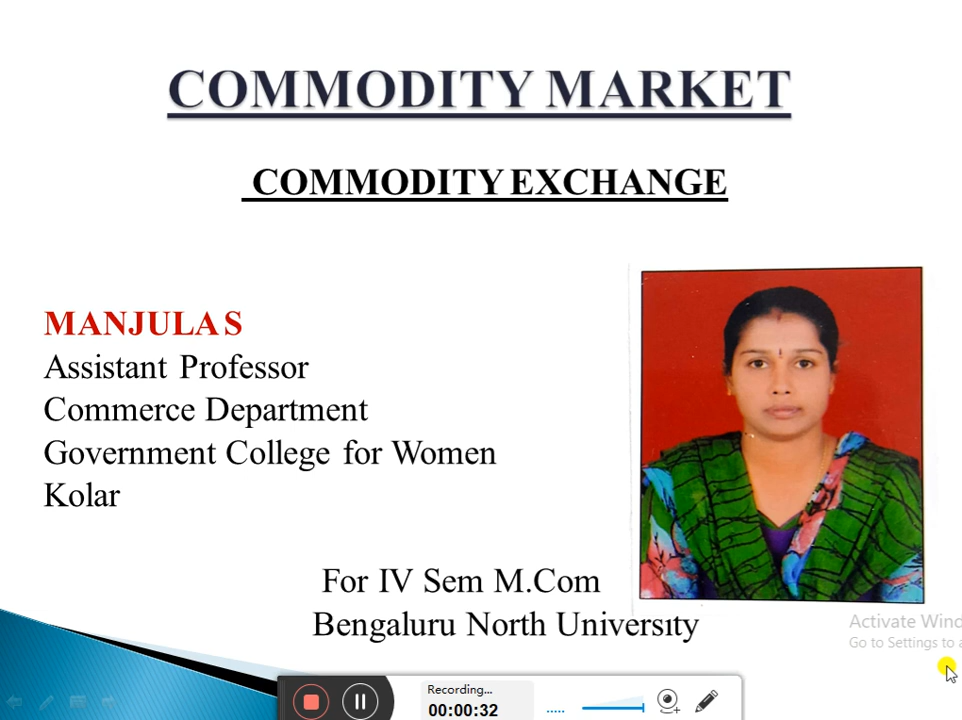 COMMODITY MARKET
COMMODITY EXCHANGE
MANJULA S
Assistant Professor
Commerce Department
Government College for Women
Kolar
For IV Sem M.Com
Bengaluru North University
Activate Wind
Go to Settings to a
Recording...
00:00:32